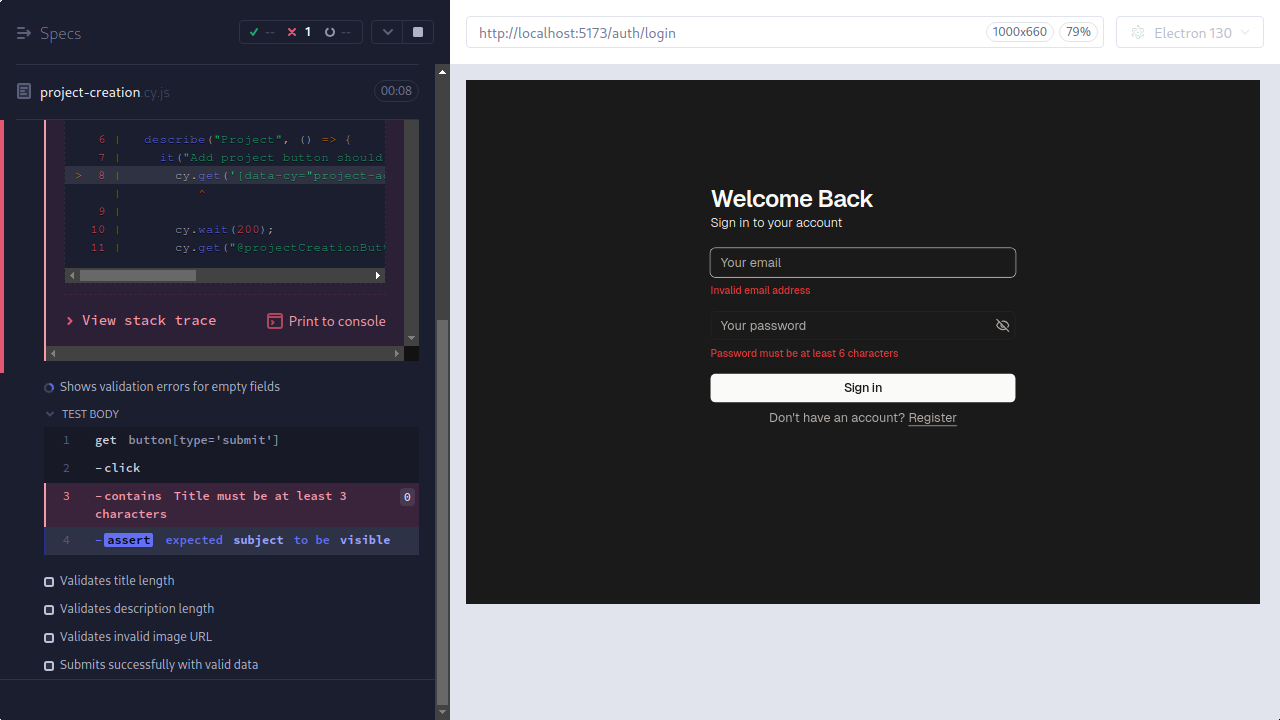 Specs
--
1
--
project-creation.cy.js
00:08
6 | describe("Project", () => {
7 | it("Add project button should
> 8 | cy.get('[data-cy="project-a
| ^
9 |
10 | cy.wait(200);
11 | cy.get("@projectCreationBut
View stack trace
Print to console
Shows validation errors for empty fields
TEST BODY
1 get button[type='submit']
2 -click
3 -contains Title must be at least 3 characters 0
4 -assert expected subject to be visible
Validates title length
Validates description length
Validates invalid image URL
Submits successfully with valid data
http://localhost:5173/auth/login
1000x660
79%
Electron 130
Welcome Back
Sign in to your account
Your email
Invalid email address
Your password
Password must be at least 6 characters
Sign in
Don't have an account? Register